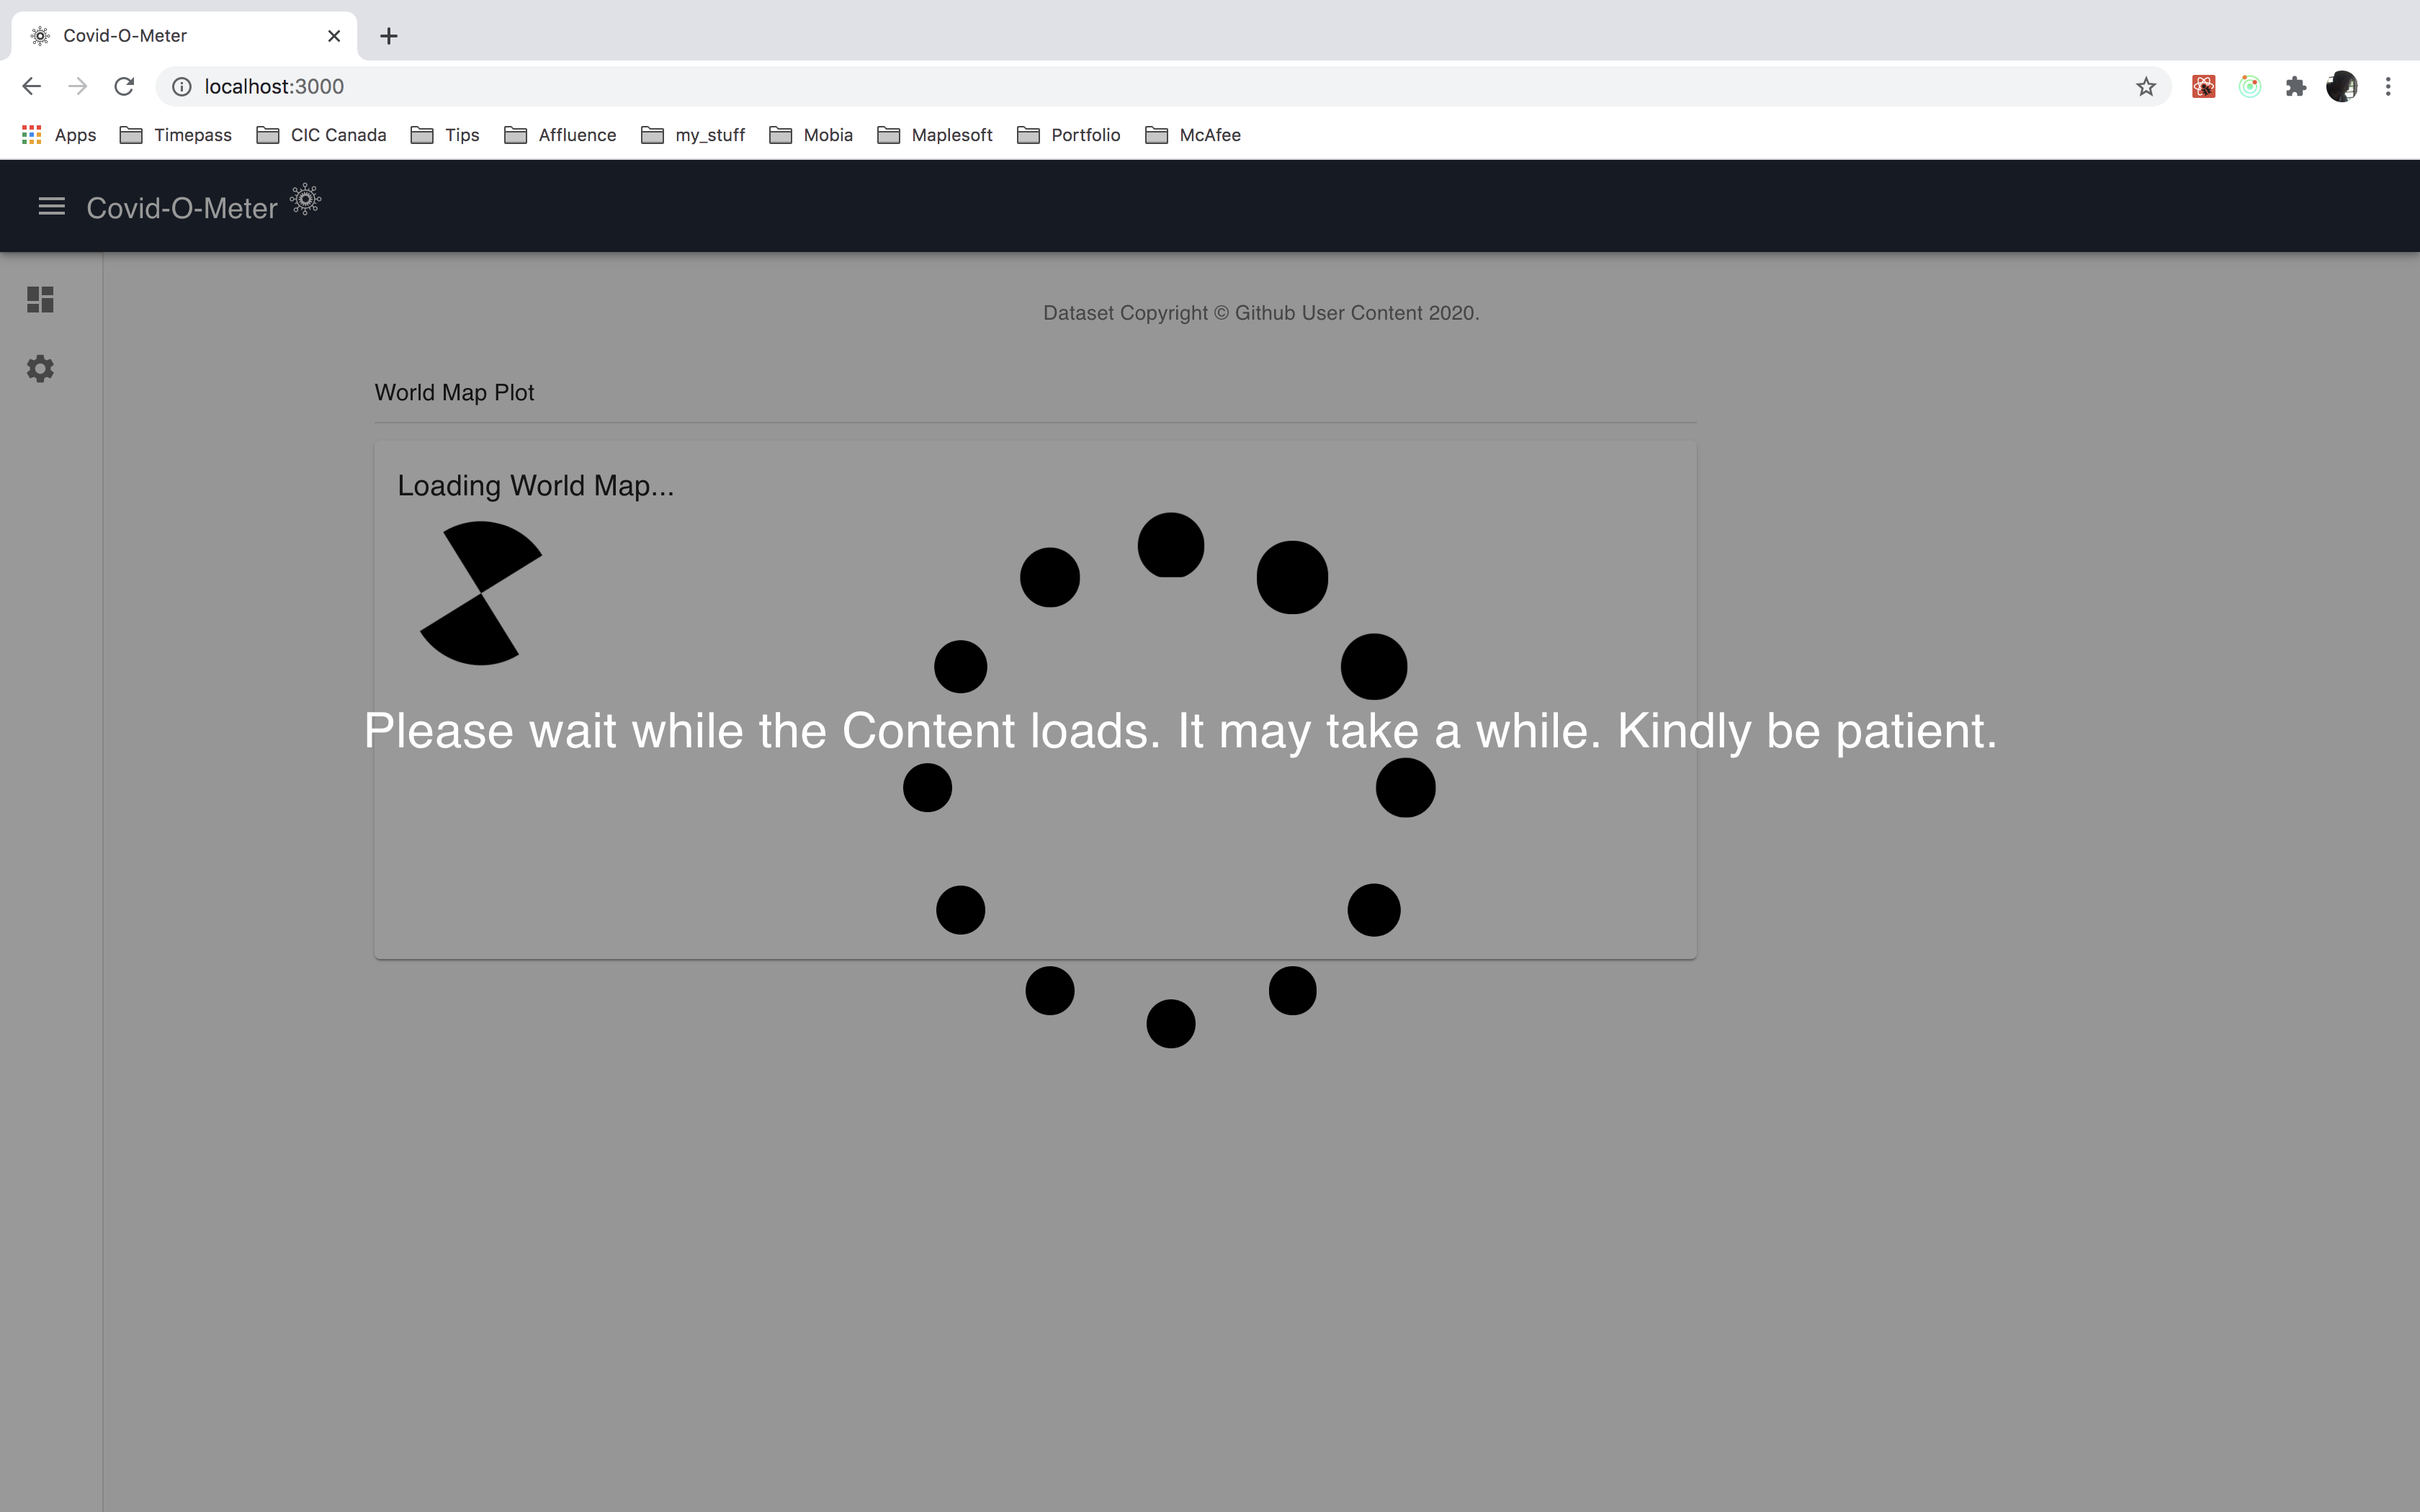 Covid-O-Meter
localhost:3000
Apps Timepass CIC Canada Tips Affluence my_stuff Mobia Maplesoft Portfolio McAfee
Covid-O-Meter
Dataset Copyright © Github User Content 2020.
World Map Plot
Loading World Map...
Please wait while the Content loads. It may take a while. Kindly be patient.